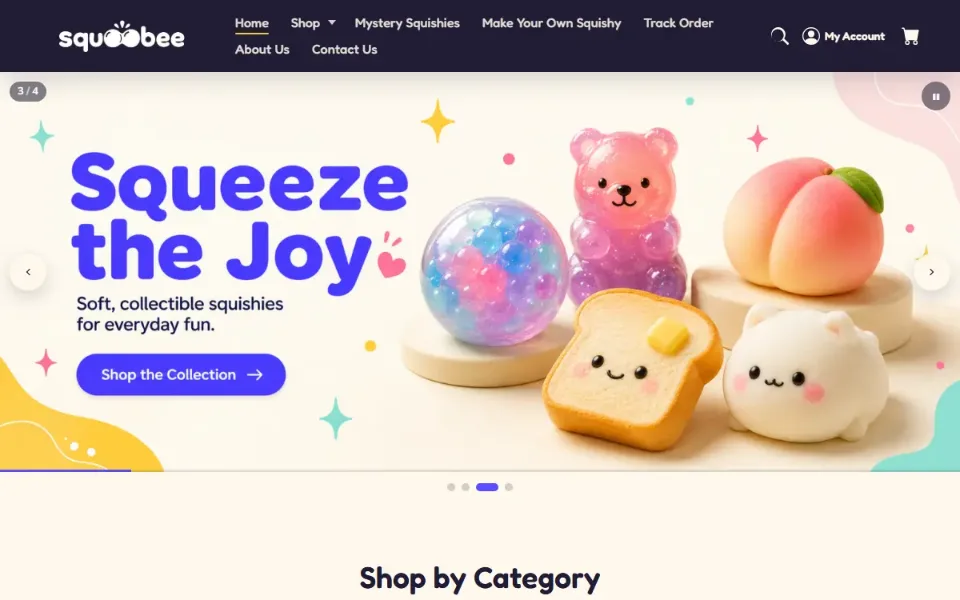 squoobee
Home Shop Mystery Squishies Make Your Own Squishy Track Order
About Us Contact Us
My Account
3 / 4
Squeeze
the Joy
Soft, collectible squishies
for everyday fun.
Shop the Collection →
Shop by Category